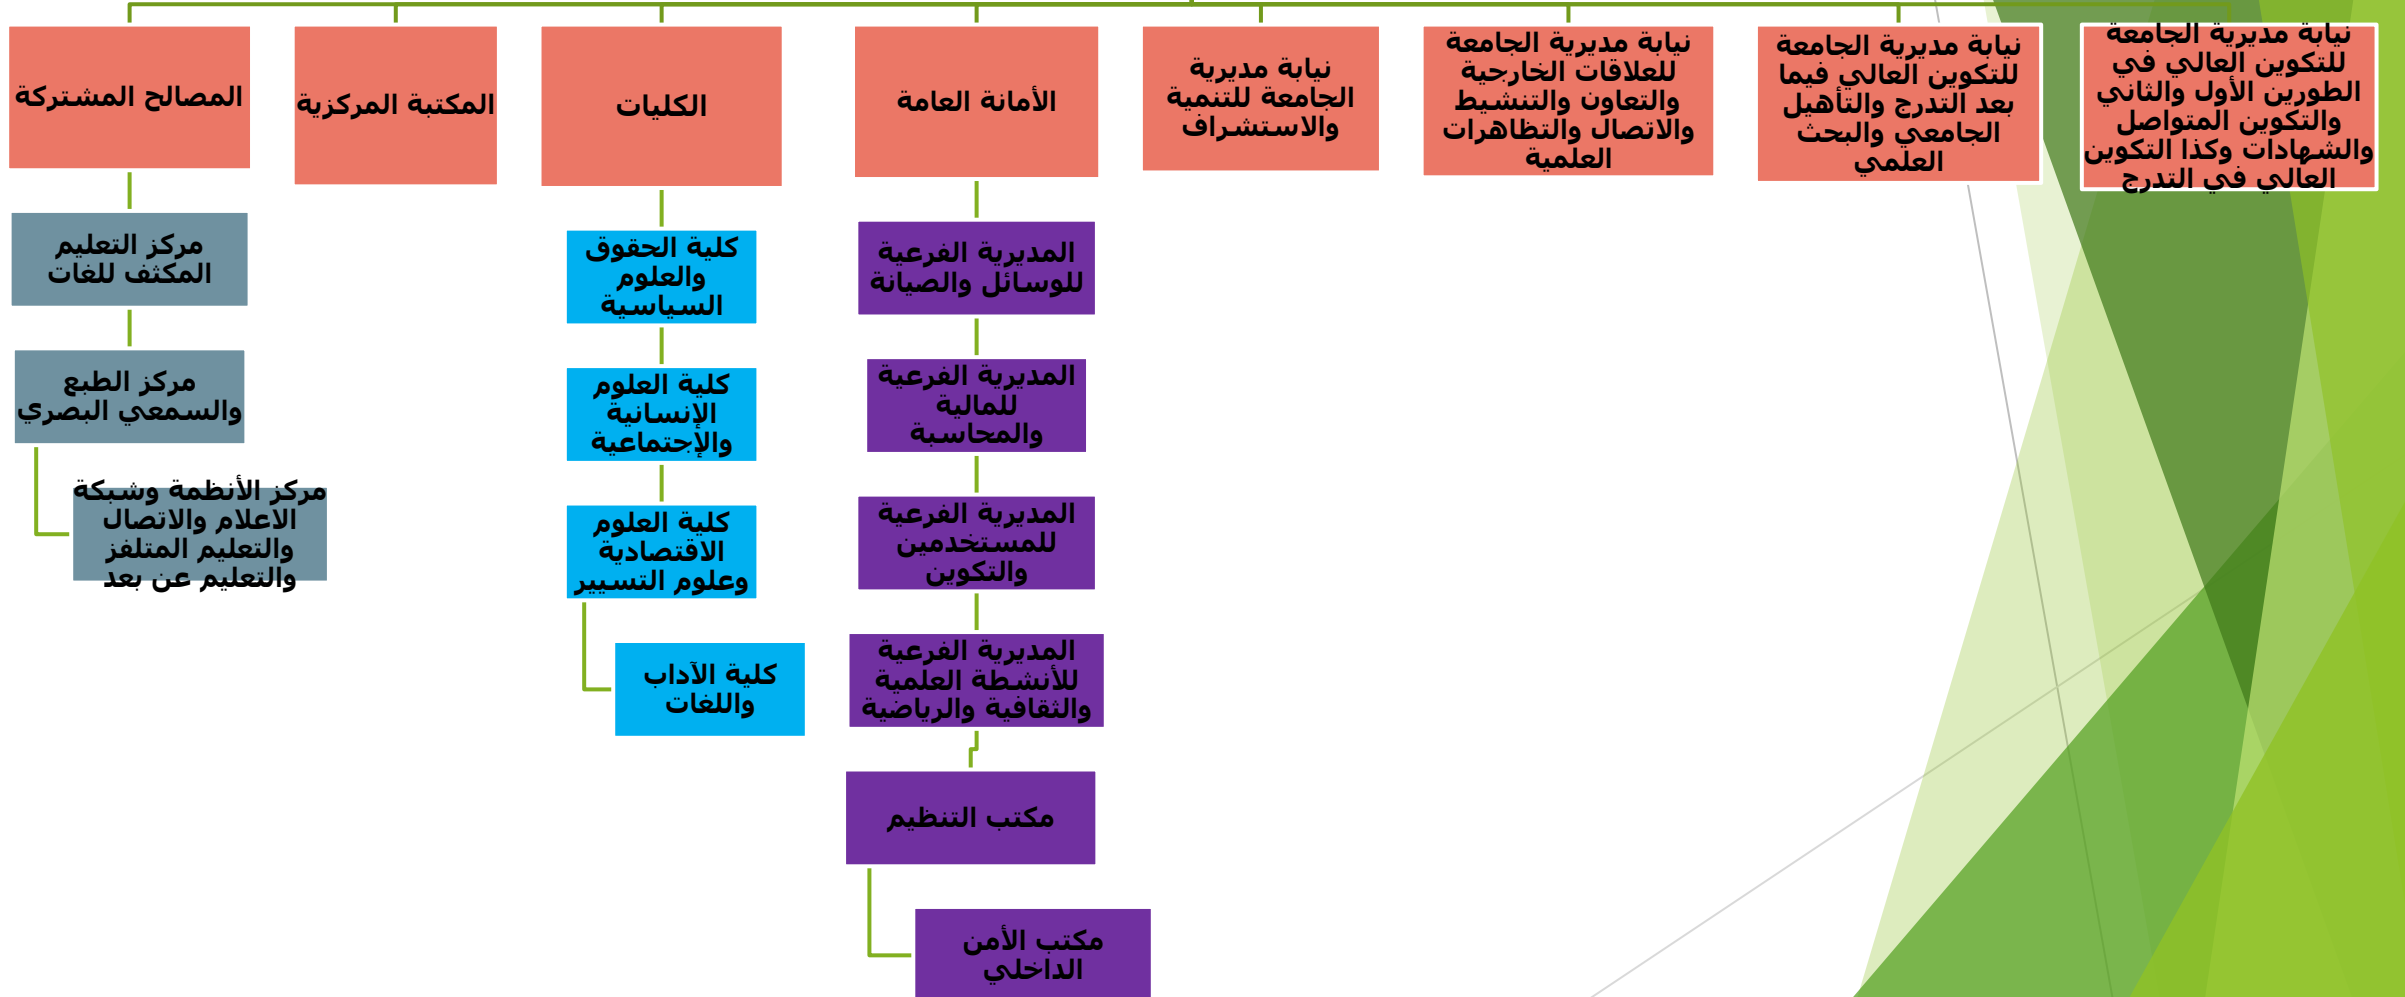 نيابة مديرية الجامعة
للتكوين العالي في
الطورين الأول والثاني
والتكوين المتواصل
والشهادات وكذا التكوين
العالي في التدرج
نيابة مديرية الجامعة
للتكوين العالي فيما
بعد التدرج والتأهيل
الجامعي والبحث
العلمي
نيابة مديرية الجامعة
للعلاقات الخارجية
والتعاون والتنشيط
والاتصال والتظاهرات
العلمية
نيابة مديرية
الجامعة للتنمية
والاستشراف
الأمانة العامة
المديرية الفرعية
للوسائل والصيانة
المديرية الفرعية
للمالية
والمحاسبة
المديرية الفرعية
للمستخدمين
والتكوين
المديرية الفرعية
للأنشطة العلمية
والثقافية والرياضية
مكتب التنظيم
مكتب الأمن
الداخلي
الكليات
كلية الحقوق
والعلوم
السياسية
كلية العلوم
الإنسانية
والإجتماعية
كلية العلوم
الاقتصادية
وعلوم التسيير
كلية الآداب
واللغات
المكتبة المركزية
المصالح المشتركة
مركز التعليم
المكثف للغات
مركز الطبع
والسمعي البصري
مركز الأنظمة وشبكة
الاعلام والاتصال
والتعليم المتلفز
والتعليم عن بعد